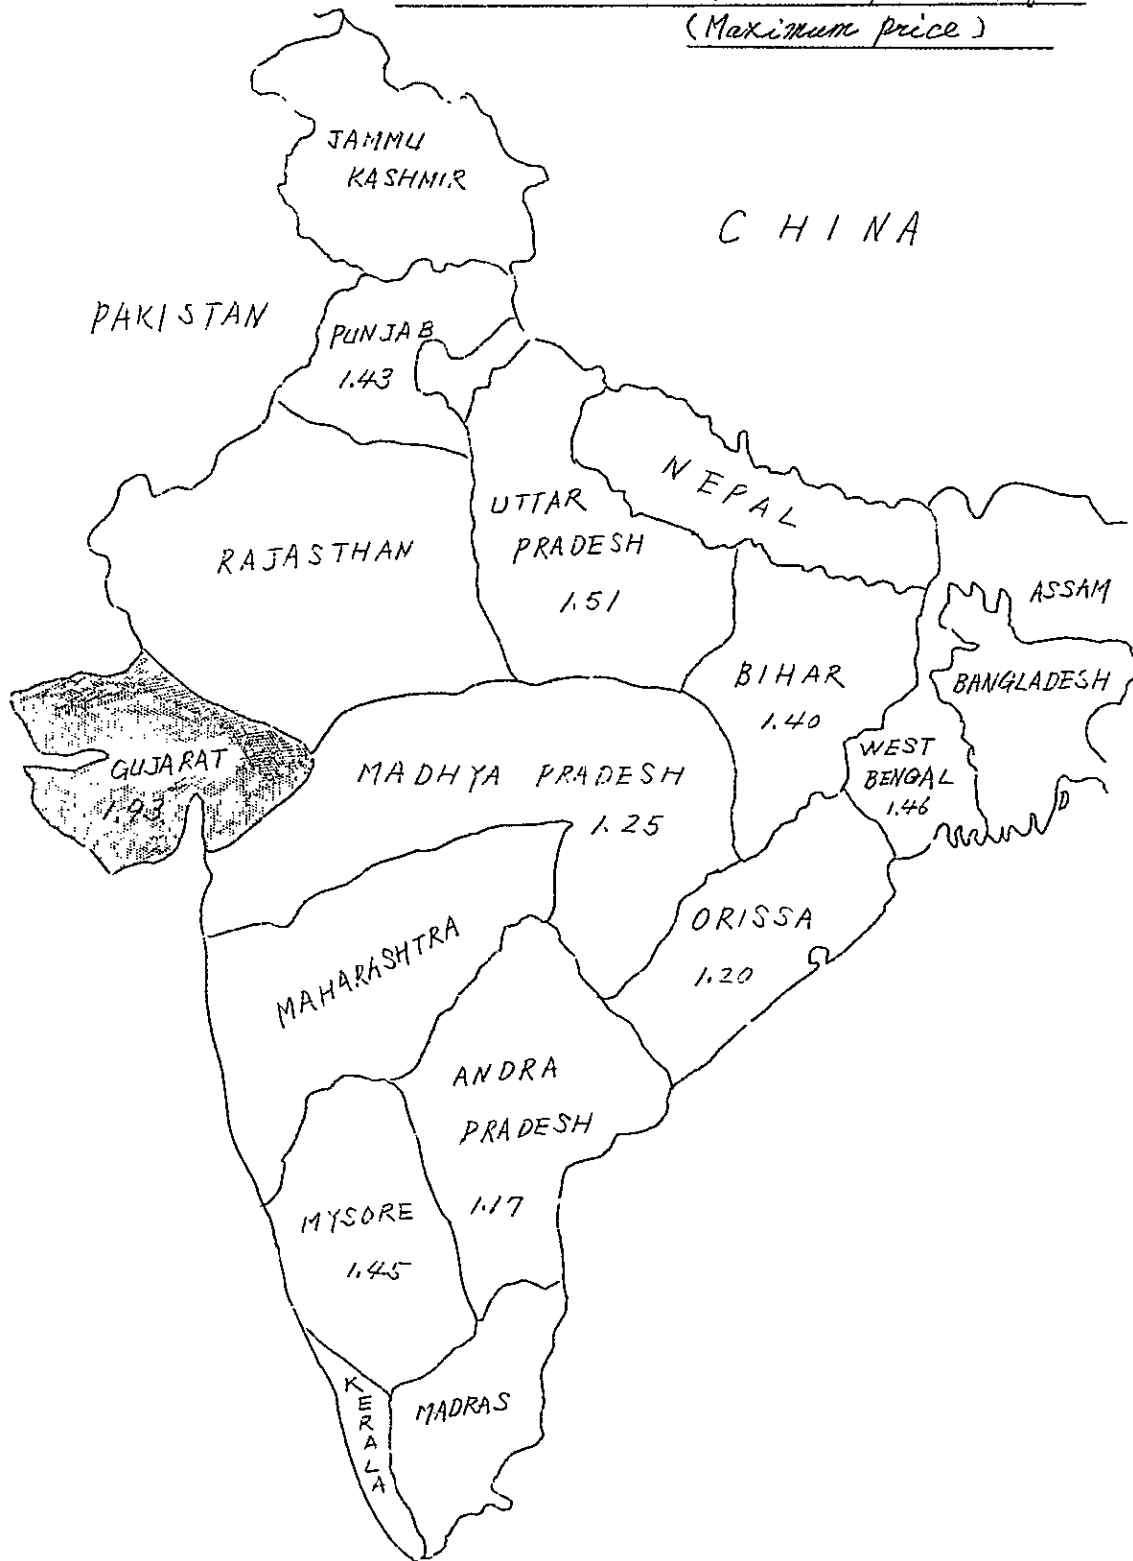 (Maximum price)
JAMMU
KASHMIR
CHINA
PAKISTAN
PUNJAB
1.43
NEPAL
UTTAR
PRADESH
1.51
RAJASTHAN
ASSAM
BIHAR
1.40
BANGLADESH
GUJARAT
1.93
WEST
BENGAL
1.46
MADHYA PRADESH
1.25
D
ORISSA
1.20
MAHARASHTRA
ANDRA
PRADESH
1.17
MYSORE
1.45
KERALA
MADRAS